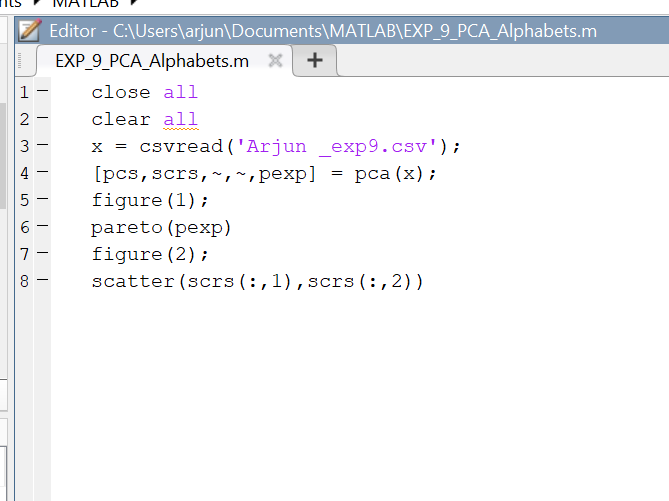 MATLAB
Editor - C:\Users\arjun\Documents\MATLAB\EXP_9_PCA_Alphabets.m
EXP_9_PCA_Alphabets.m
1 close all
2 clear all
3 x = csvread('Arjun _exp9.csv');
4 [pcs,scrs,~,~,pexp] = pca(x);
5 figure(1);
6 pareto(pexp)
7 figure(2);
8 scatter(scrs(:,1),scrs(:,2))